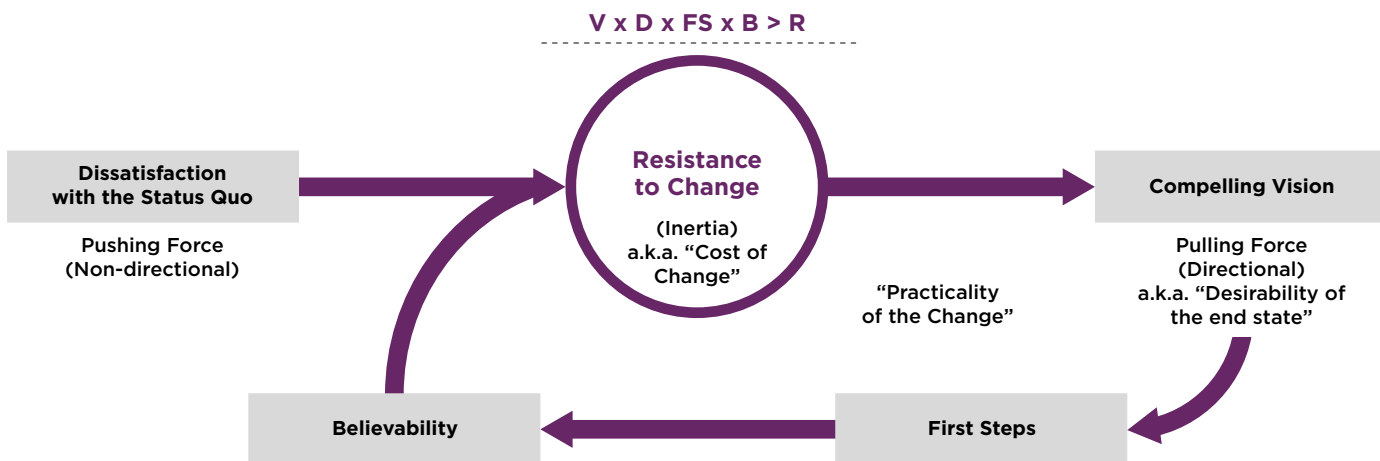 V x D x FS x B > R
Dissatisfaction
with the Status Quo
Pushing Force
(Non-directional)
Resistance
to Change
(Inertia)
a.k.a. “Cost of
Change”
Compelling Vision
Pulling Force
(Directional)
a.k.a. “Desirability of
the end state”
“Practicality
of the Change”
Believability
First Steps